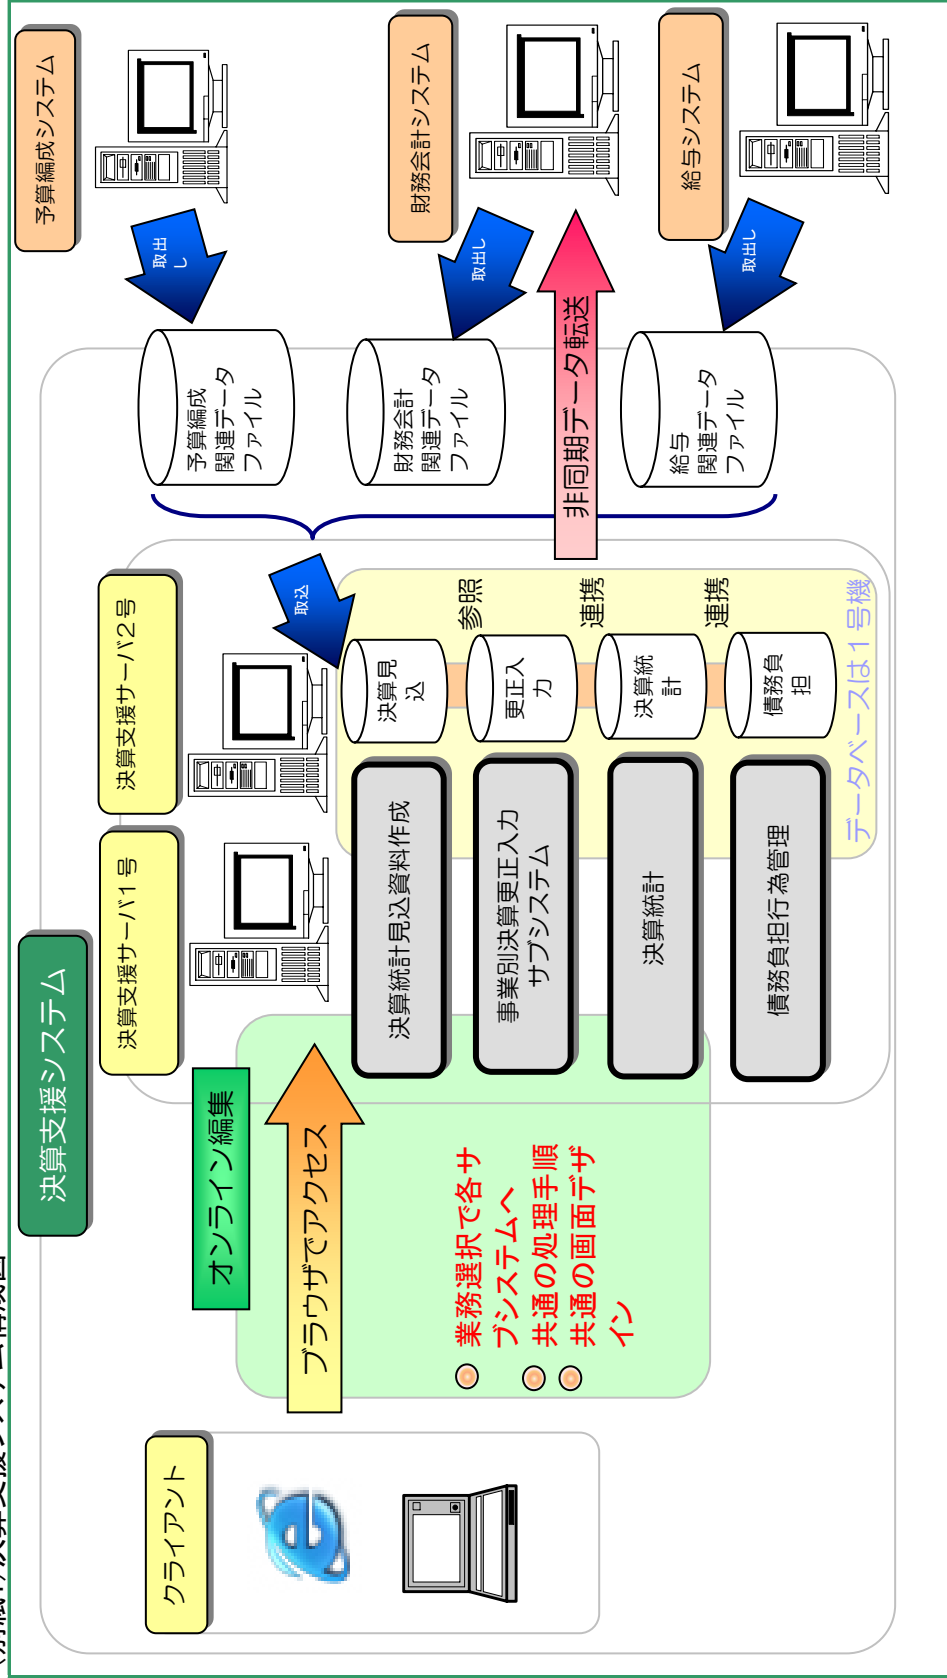 決算支援システム
クライアント
オンライン編集
ブラウザでアクセス
業務選択で各サ
ブシステムへ
共通の処理手順
共通の画面デザ
イン
決算支援サーバ1号
決算支援サーバ2号
決算統計見込資料作成
事業別決算更正入力
サブシステム
決算統計
債務負担行為管理
決算見
込
更正入
力
決算統
計
債務負
担
参照
連携
連携
データベースは1号機
取込
非同期データ転送
予算編成
関連データ
ファイル
財務会計
関連データ
ファイル
給与
関連データ
ファイル
取出
し
取出し
取出し
予算編成システム
財務会計システム
給与システム